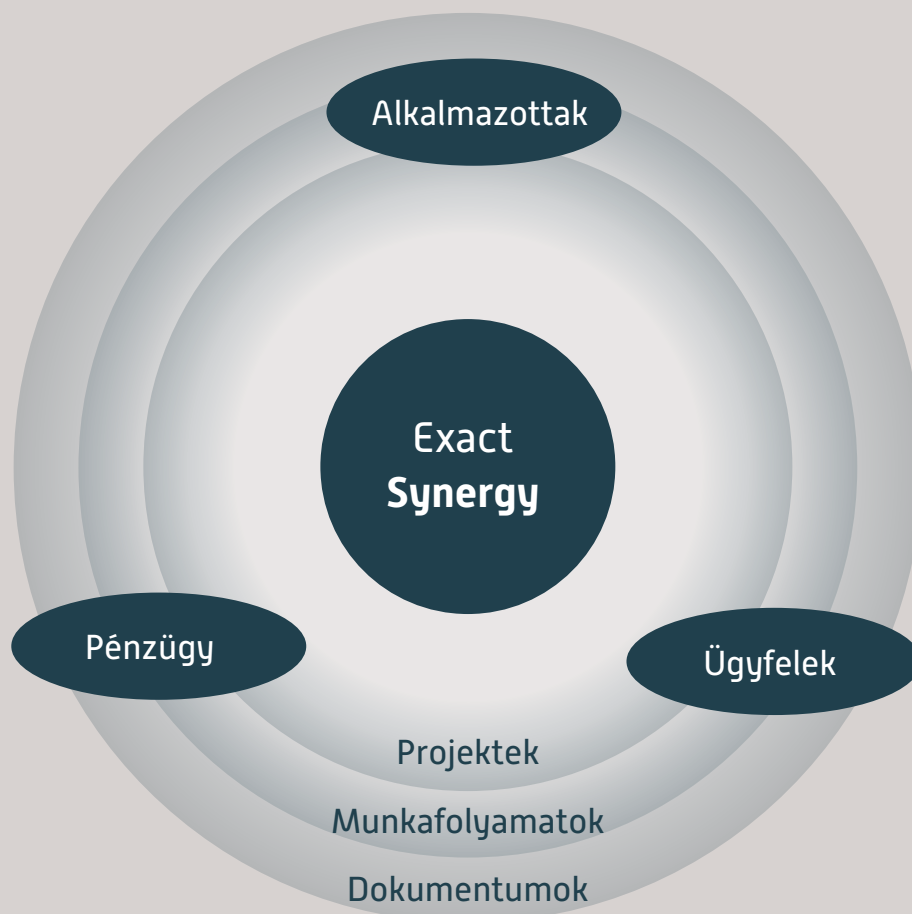 Alkalmazottak
Exact
Synergy
Pénzügy
Ügyfelek
Projektek
Munkafolyamatok
Dokumentumok